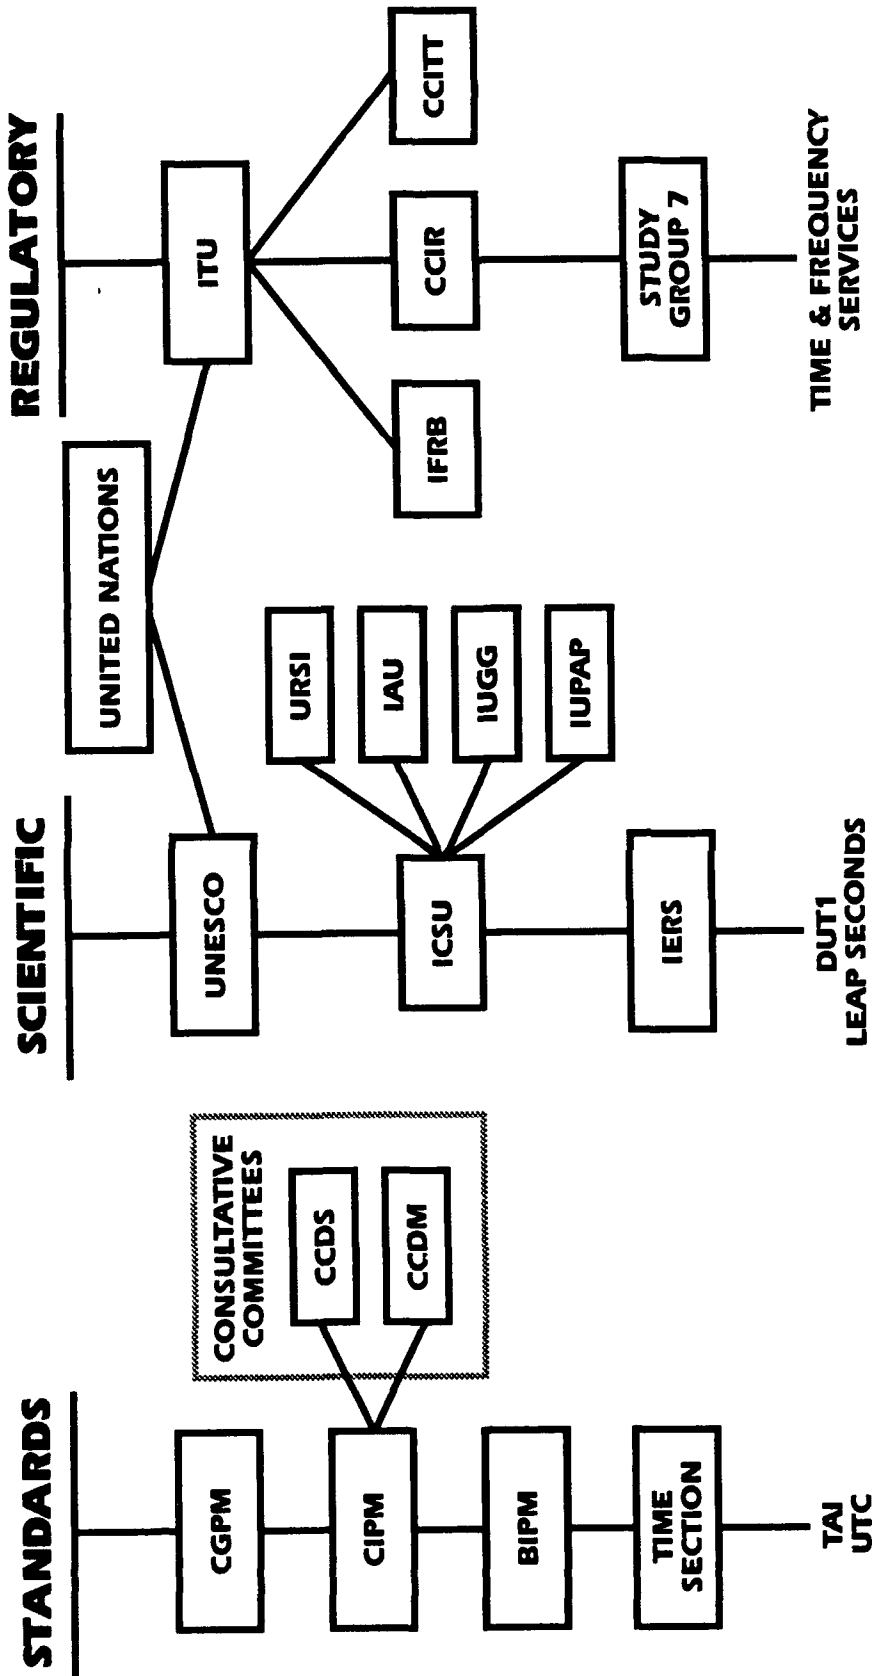 STANDARDS
CGPM
CIPM
BIPM
TIME
SECTION
TAI
UTC
CONSULTATIVE
COMMITTEES
CCDS
CCDM
SCIENTIFIC
UNESCO
ICSU
IERS
DUT1
LEAP SECONDS
URSI
IAU
IUGG
IUPAP
UNITED NATIONS
REGULATORY
ITU
IFRB
CCIR
CCITT
STUDY
GROUP 7
TIME & FREQUENCY
SERVICES